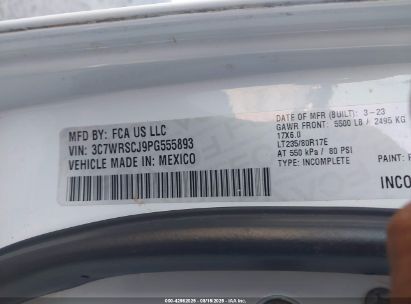 MFD BY: FCA US LLC
VIN: 3C7WRSCJ9PG555893
VEHICLE MADE IN: MEXICO
DATE OF MFD (BUILT): 3-23
GAWR FRONT: 5500 LB / 2495 KG
17X6.0
LT235/80R17E
AT 550 kPa / 80 PSI
TYPE: INCOMPLETE
PAINT:
INCO